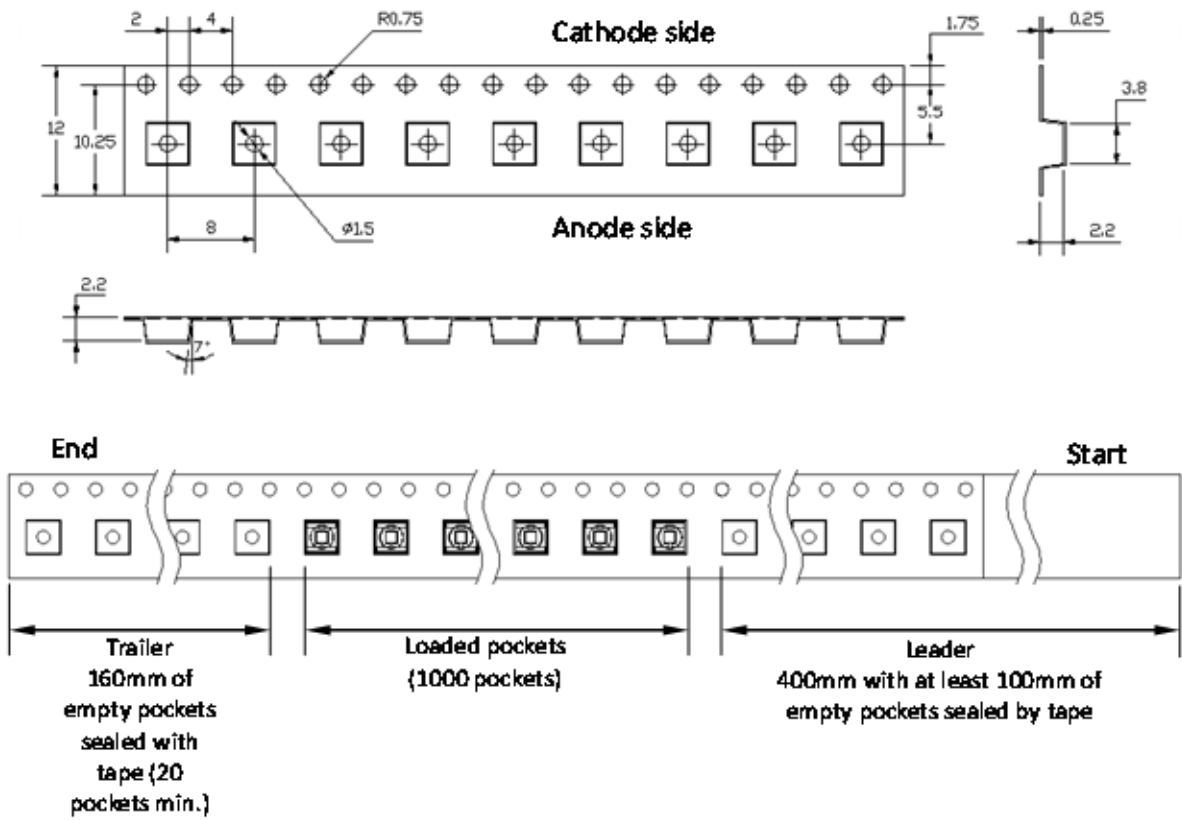 2
4
R0.75
Cathode side
1.75
0.25
12
10.25
5.5
3.8
8
Ø1.5
Anode side
2.2
2.2
7°
End
Start
Trailer
160mm of
empty pockets
sealed with
tape (20
pockets min.)
Loaded pockets
(1000 pockets)
Leader
400mm with at least 100mm of
empty pockets sealed by tape